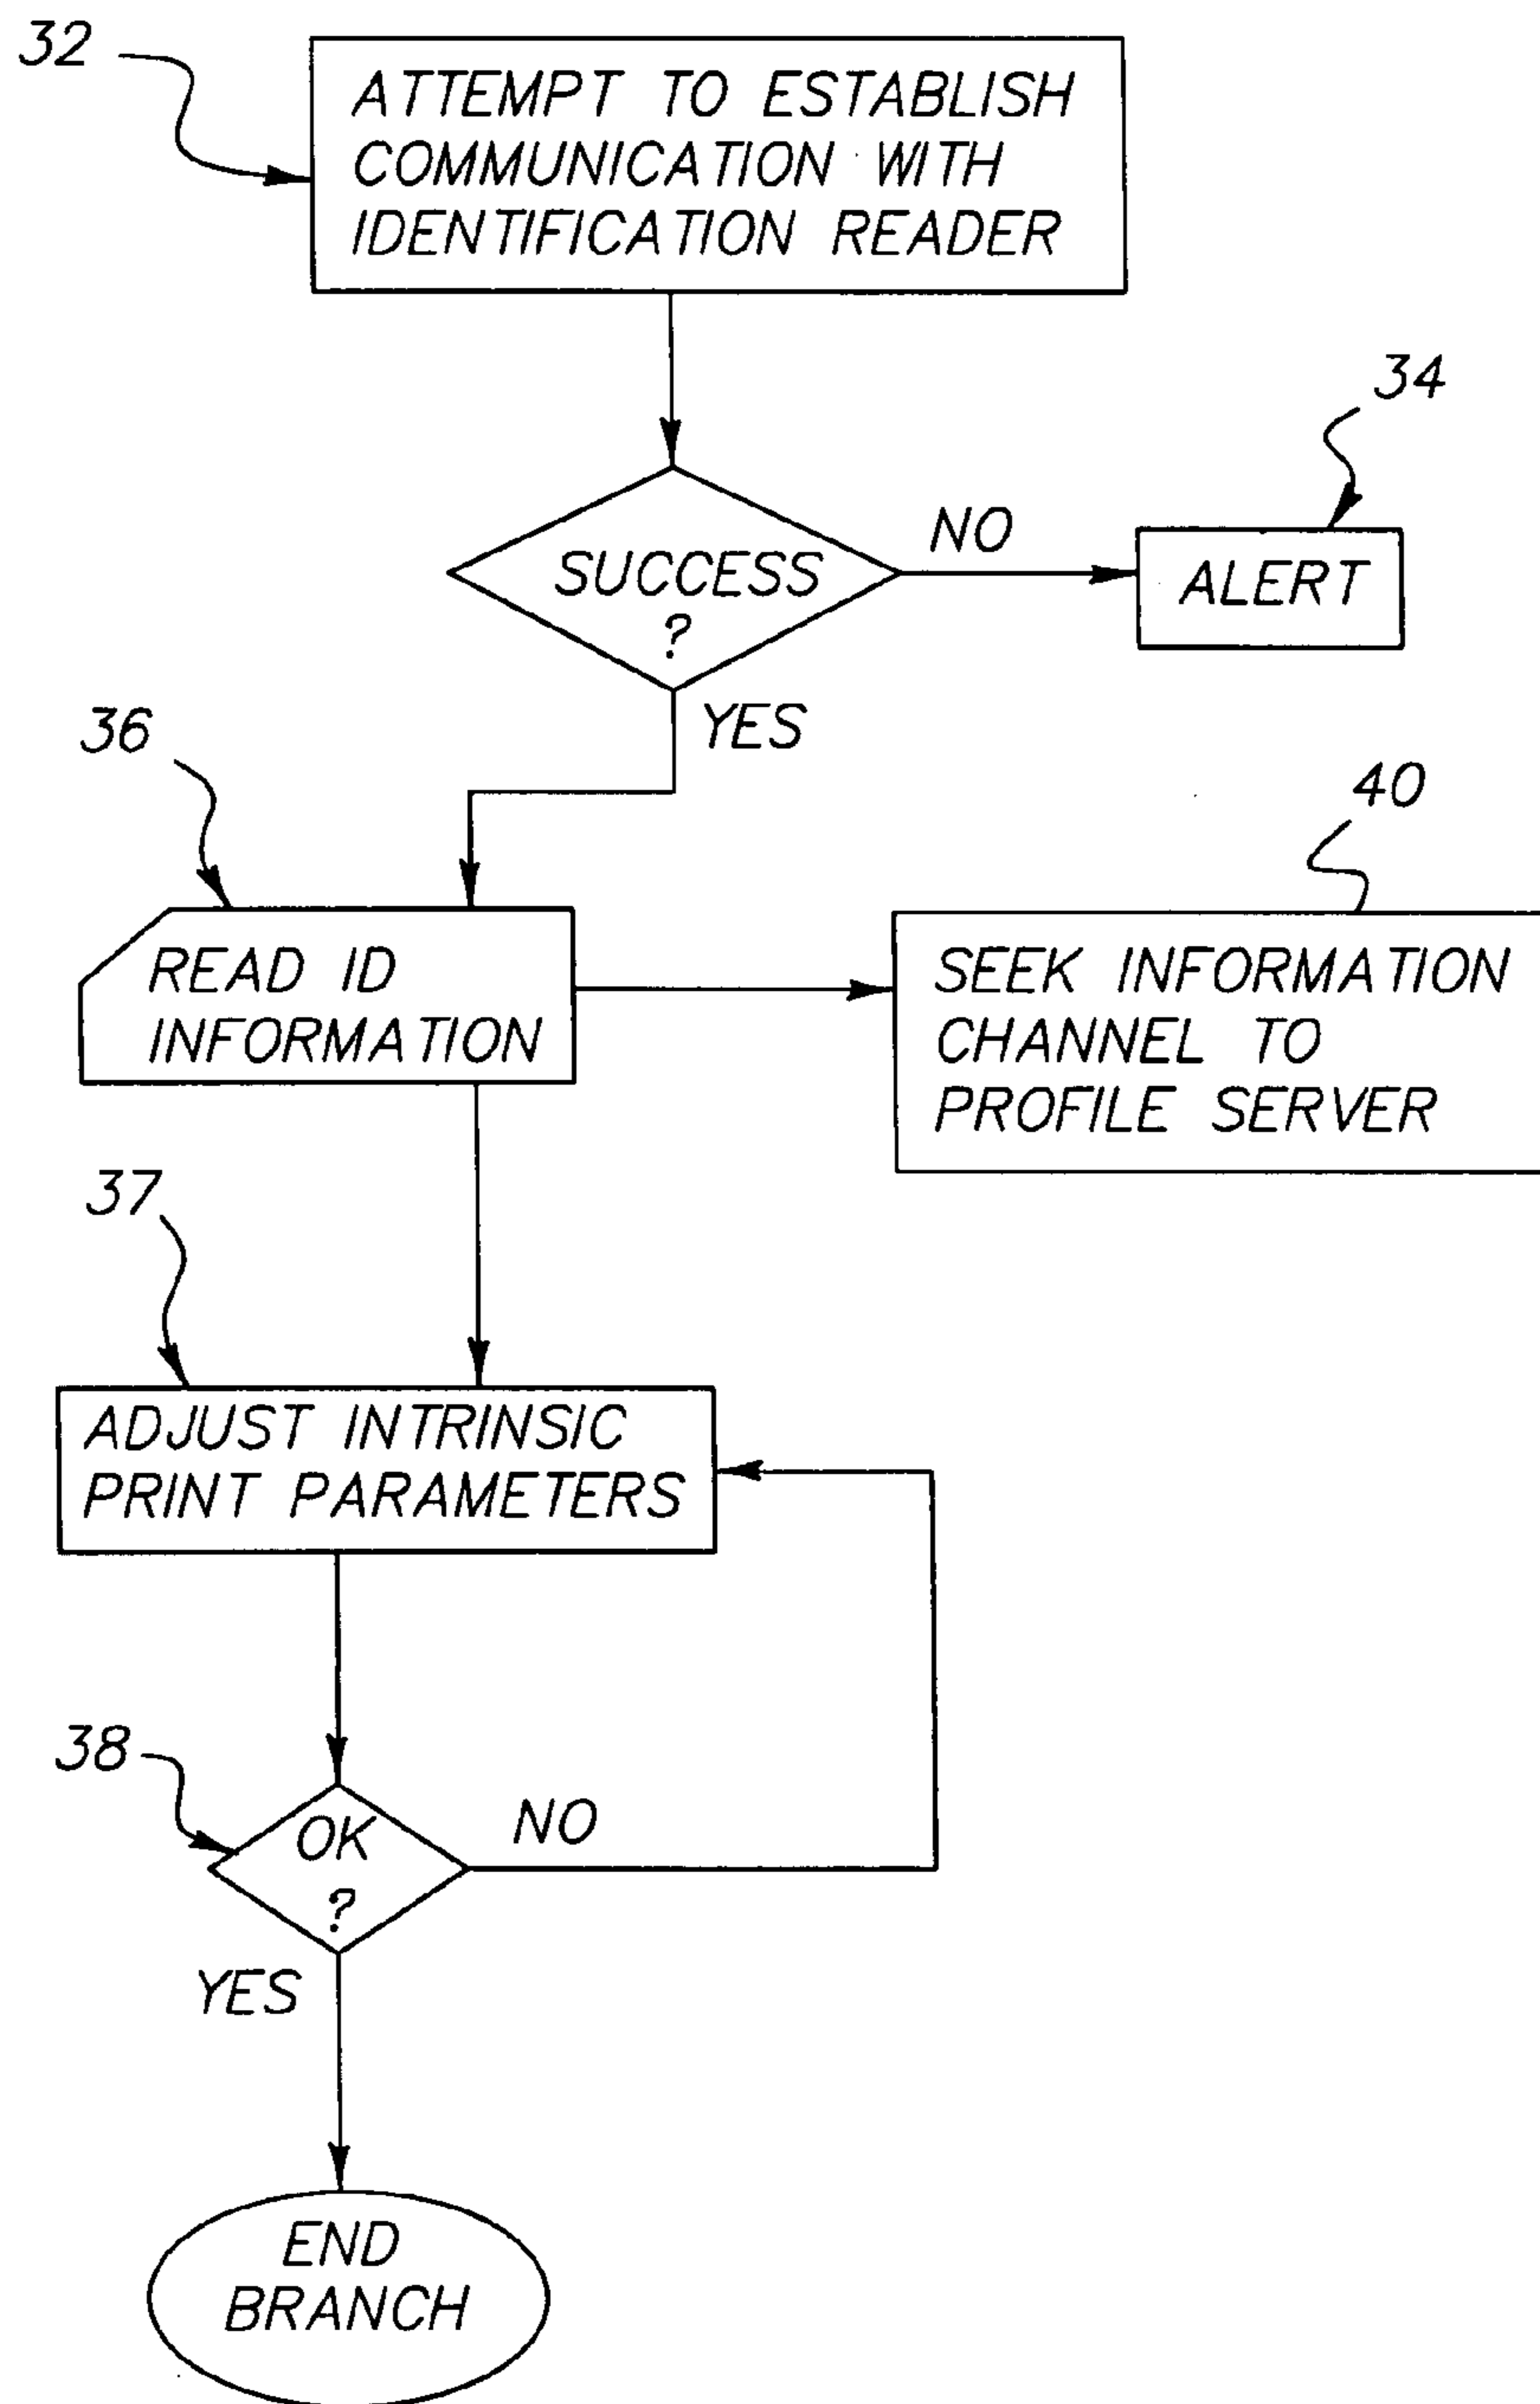 32
ATTEMPT TO ESTABLISH
COMMUNICATION WITH
IDENTIFICATION READER
34
SUCCESS
?
NO
ALERT
YES
36
40
READ ID
INFORMATION
SEEK INFORMATION
CHANNEL TO
PROFILE SERVER
37
ADJUST INTRINSIC
PRINT PARAMETERS
38
OK
?
NO
YES
END
BRANCH